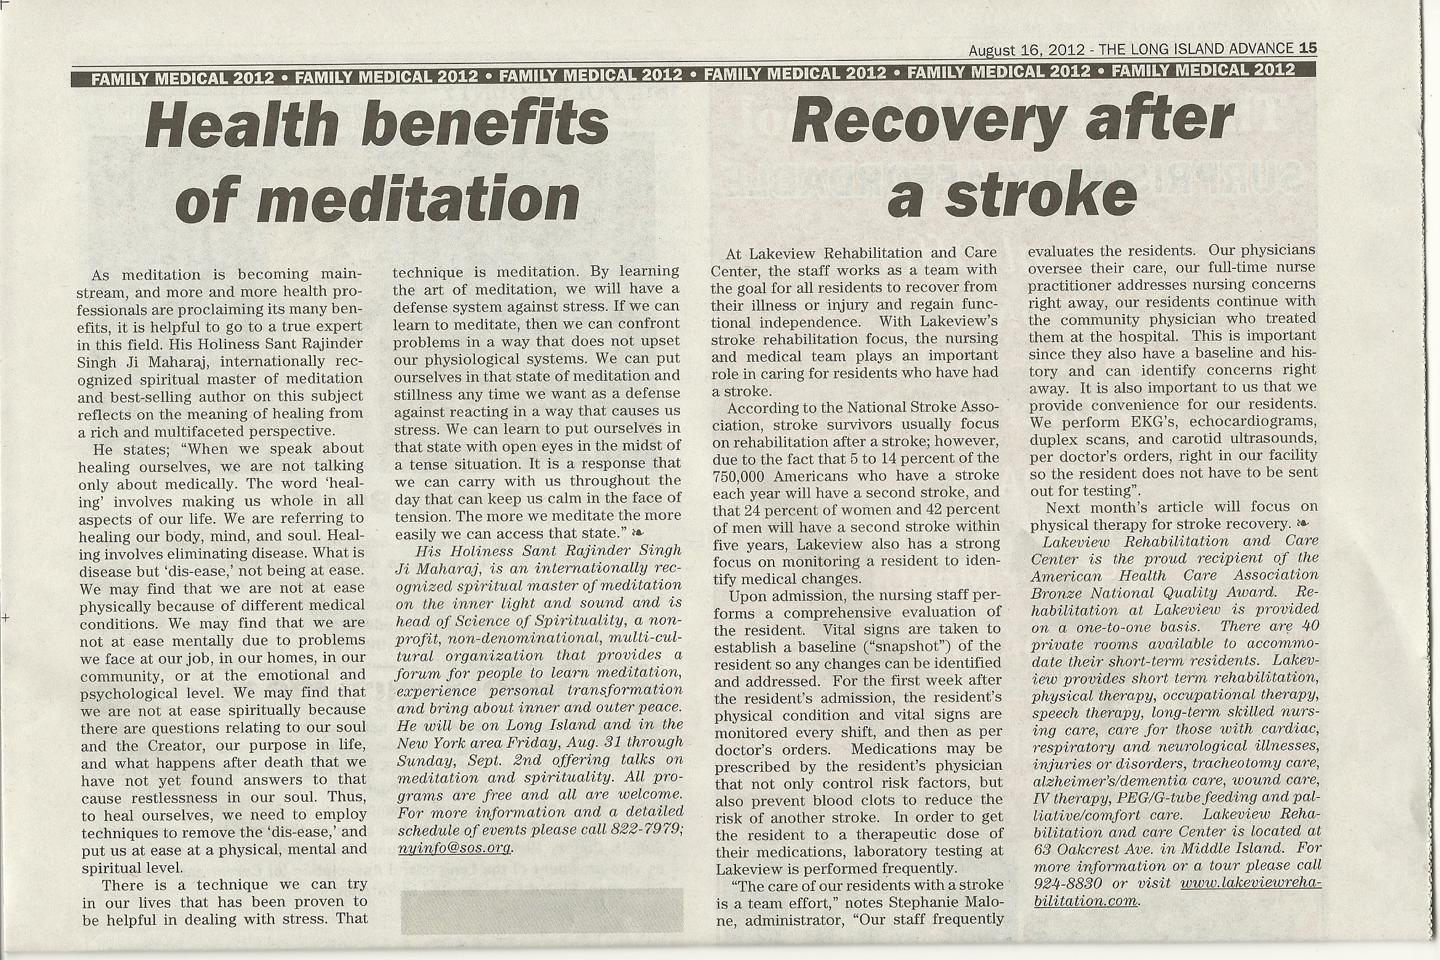 August 16, 2012 - THE LONG ISLAND ADVANCE 15
FAMILY MEDICAL 2012 • FAMILY MEDICAL 2012 • FAMILY MEDICAL 2012 • FAMILY MEDICAL 2012 • FAMILY MEDICAL 2012 • FAMILY MEDICAL 2012
Health benefits
of meditation
As meditation is becoming main-
stream, and more and more health pro-
fessionals are proclaiming its many ben-
efits, it is helpful to go to a true expert
in this field. His Holiness Sant Rajinder
Singh Ji Maharaj, internationally rec-
ognized spiritual master of meditation
and best-selling author on this subject
reflects on the meaning of healing from
a rich and multifaceted perspective.
He states; “When we speak about
healing ourselves, we are not talking
only about medically. The word ‘heal-
ing’ involves making us whole in all
aspects of our life. We are referring to
healing our body, mind, and soul. Heal-
ing involves eliminating disease. What is
disease but ‘dis-ease,’ not being at ease.
We may find that we are not at ease
physically because of different medical
conditions. We may find that we are
not at ease mentally due to problems
we face at our job, in our homes, in our
community, or at the emotional and
psychological level. We may find that
we are not at ease spiritually because
there are questions relating to our soul
and the Creator, our purpose in life,
and what happens after death that we
have not yet found answers to that
cause restlessness in our soul. Thus,
to heal ourselves, we need to employ
techniques to remove the ‘dis-ease,’ and
put us at ease at a physical, mental and
spiritual level.
There is a technique we can try
in our lives that has been proven to
be helpful in dealing with stress. That
technique is meditation. By learning
the art of meditation, we will have a
defense system against stress. If we can
learn to meditate, then we can confront
problems in a way that does not upset
our physiological systems. We can put
ourselves in that state of meditation and
stillness any time we want as a defense
against reacting in a way that causes us
stress. We can learn to put ourselves in
that state with open eyes in the midst of
a tense situation. It is a response that
we can carry with us throughout the
day that can keep us calm in the face of
tension. The more we meditate the more
easily we can access that state.” ❧
His Holiness Sant Rajinder Singh
Ji Maharaj, is an internationally rec-
ognized spiritual master of meditation
on the inner light and sound and is
head of Science of Spirituality, a non-
profit, non-denominational, multi-cul-
tural organization that provides a
forum for people to learn meditation,
experience personal transformation
and bring about inner and outer peace.
He will be on Long Island and in the
New York area Friday, Aug. 31 through
Sunday, Sept. 2nd offering talks on
meditation and spirituality. All pro-
grams are free and all are welcome.
For more information and a detailed
schedule of events please call 822-7979;
nyinfo@sos.org.
Recovery after
a stroke
At Lakeview Rehabilitation and Care
Center, the staff works as a team with
the goal for all residents to recover from
their illness or injury and regain func-
tional independence. With Lakeview’s
stroke rehabilitation focus, the nursing
and medical team plays an important
role in caring for residents who have had
a stroke.
According to the National Stroke Asso-
ciation, stroke survivors usually focus
on rehabilitation after a stroke; however,
due to the fact that 5 to 14 percent of the
750,000 Americans who have a stroke
each year will have a second stroke, and
that 24 percent of women and 42 percent
of men will have a second stroke within
five years, Lakeview also has a strong
focus on monitoring a resident to iden-
tify medical changes.
Upon admission, the nursing staff per-
forms a comprehensive evaluation of
the resident. Vital signs are taken to
establish a baseline (“snapshot”) of the
resident so any changes can be identified
and addressed. For the first week after
the resident’s admission, the resident’s
physical condition and vital signs are
monitored every shift, and then as per
doctor’s orders. Medications may be
prescribed by the resident’s physician
that not only control risk factors, but
also prevent blood clots to reduce the
risk of another stroke. In order to get
the resident to a therapeutic dose of
their medications, laboratory testing at
Lakeview is performed frequently.
“The care of our residents with a stroke
is a team effort,” notes Stephanie Malo-
ne, administrator, “Our staff frequently
evaluates the residents. Our physicians
oversee their care, our full-time nurse
practitioner addresses nursing concerns
right away, our residents continue with
the community physician who treated
them at the hospital. This is important
since they also have a baseline and his-
tory and can identify concerns right
away. It is also important to us that we
provide convenience for our residents.
We perform EKG’s, echocardiograms,
duplex scans, and carotid ultrasounds,
per doctor’s orders, right in our facility
so the resident does not have to be sent
out for testing”.
Next month’s article will focus on
physical therapy for stroke recovery. ❧
Lakeview Rehabilitation and Care
Center is the proud recipient of the
American Health Care Association
Bronze National Quality Award. Re-
habilitation at Lakeview is provided
on a one-to-one basis. There are 40
private rooms available to accommo-
date their short-term residents. Lakev-
iew provides short term rehabilitation,
physical therapy, occupational therapy,
speech therapy, long-term skilled nurs-
ing care, care for those with cardiac,
respiratory and neurological illnesses,
injuries or disorders, tracheotomy care,
alzheimer’s/dementia care, wound care,
IV therapy, PEG/G-tube feeding and pal-
liative/comfort care. Lakeview Reha-
bilitation and care Center is located at
63 Oakcrest Ave. in Middle Island. For
more information or a tour please call
924-8830 or visit www.lakeviewreha-
bilitation.com.